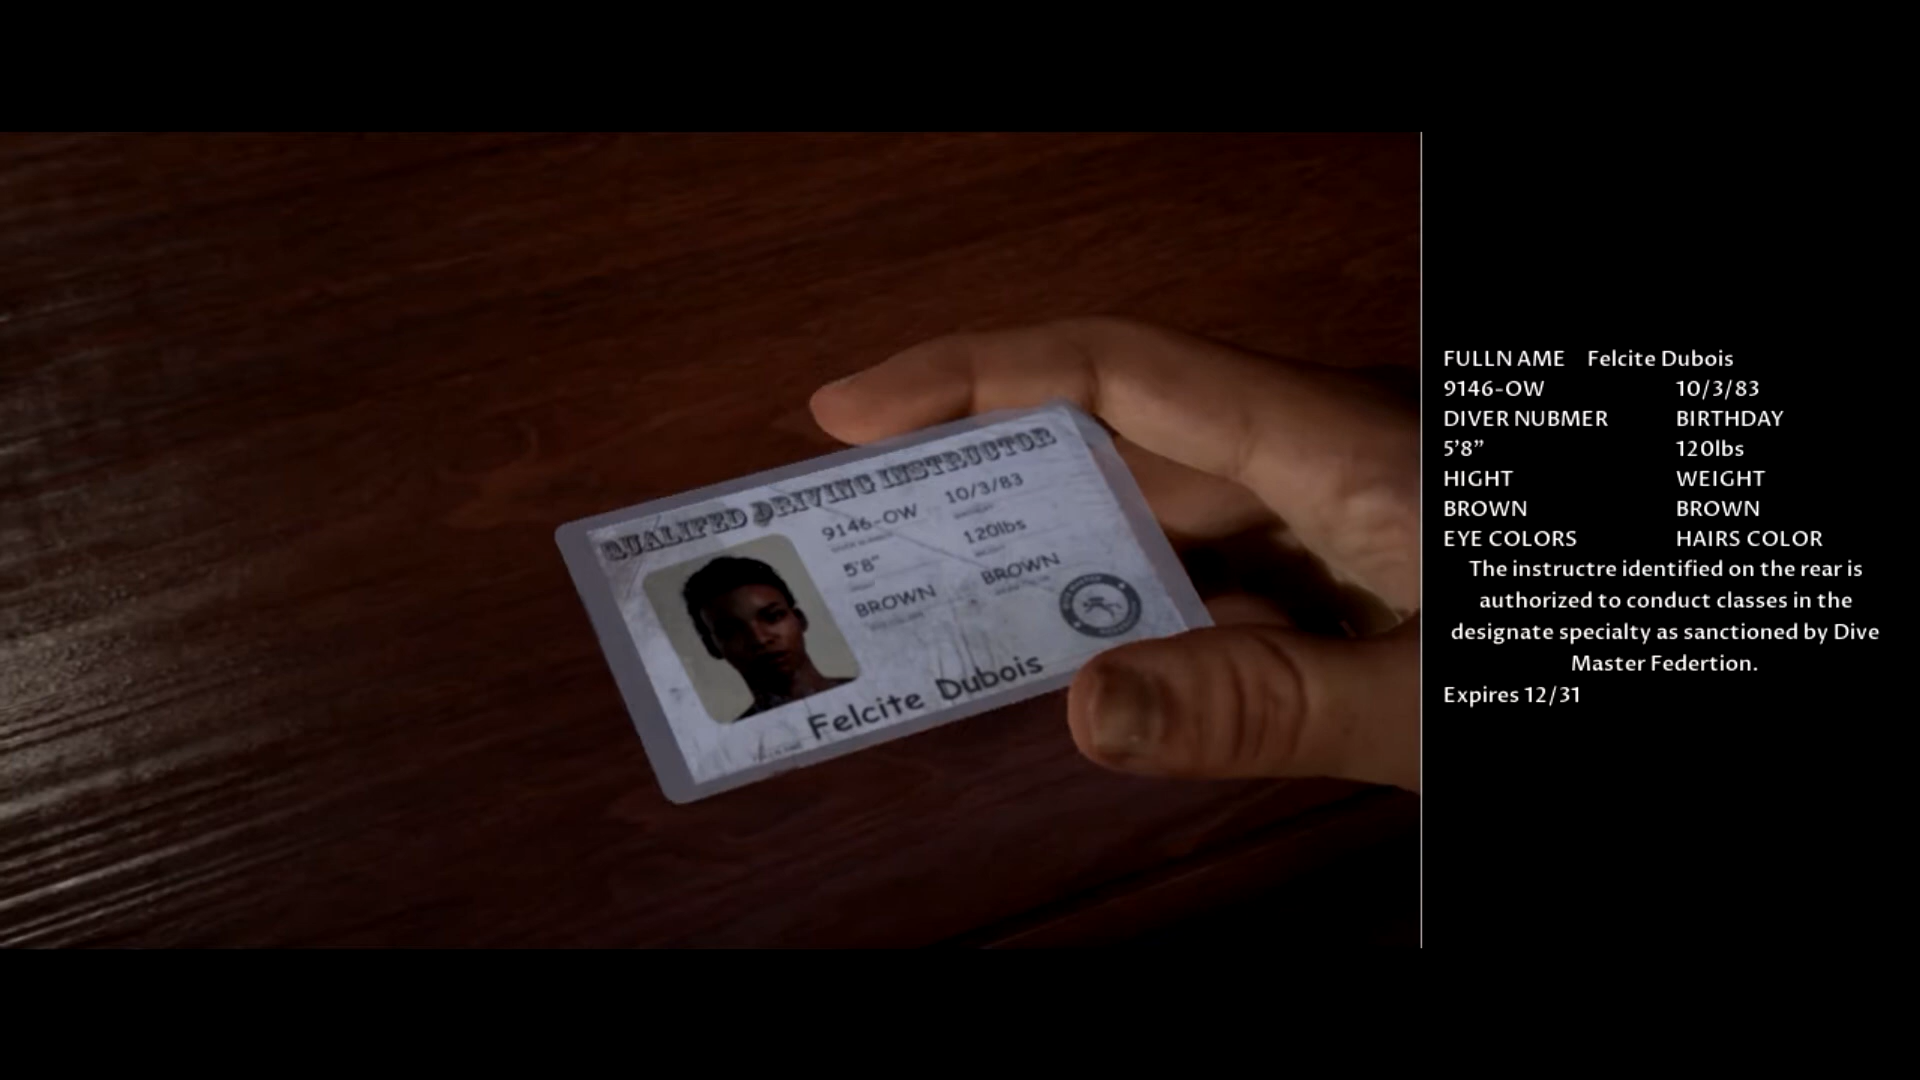 QUALIFED DRIVING INSTRUCTOR
9146-OW 10/3/83
5'8" 120lbs
BROWN BROWN
Felcite Dubois
FULLN AME Felcite Dubois
9146-OW 10/3/83
DIVER NUBMER BIRTHDAY
5’8” 120lbs
HIGHT WEIGHT
BROWN BROWN
EYE COLORS HAIRS COLOR
The instructre identified on the rear is
authorized to conduct classes in the
designate specialty as sanctioned by Dive
Master Federtion.
Expires 12/31